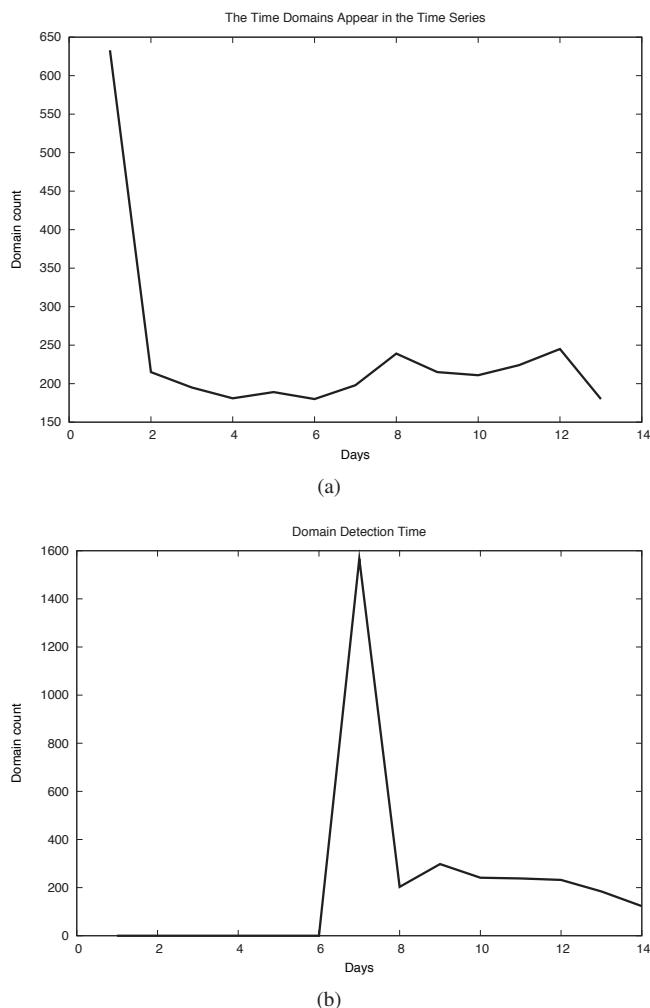 The Time Domains Appear in the Time Series
650
600
550
500
450
400
350
300
250
200
150
Domain count
0 2 4 6 8 10 12 14
Days
(a)
Domain Detection Time
1600
1400
1200
1000
800
600
400
200
0
Domain count
0 2 4 6 8 10 12 14
Days
(b)